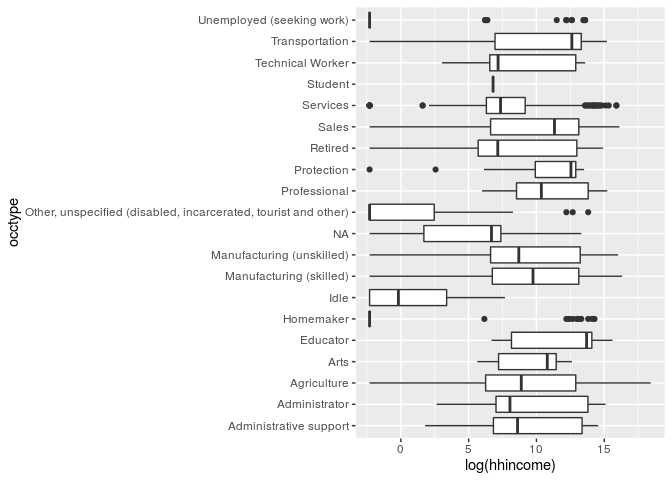 Unemployed (seeking work)
Transportation
Technical Worker
Student
Services
Sales
Retired
Protection
Professional
Other, unspecified (disabled, incarcerated, tourist and other)
NA
Manufacturing (unskilled)
Manufacturing (skilled)
Idle
Homemaker
Educator
Arts
Agriculture
Administrator
Administrative support
occtype
0 5 10 15
log(hhincome)